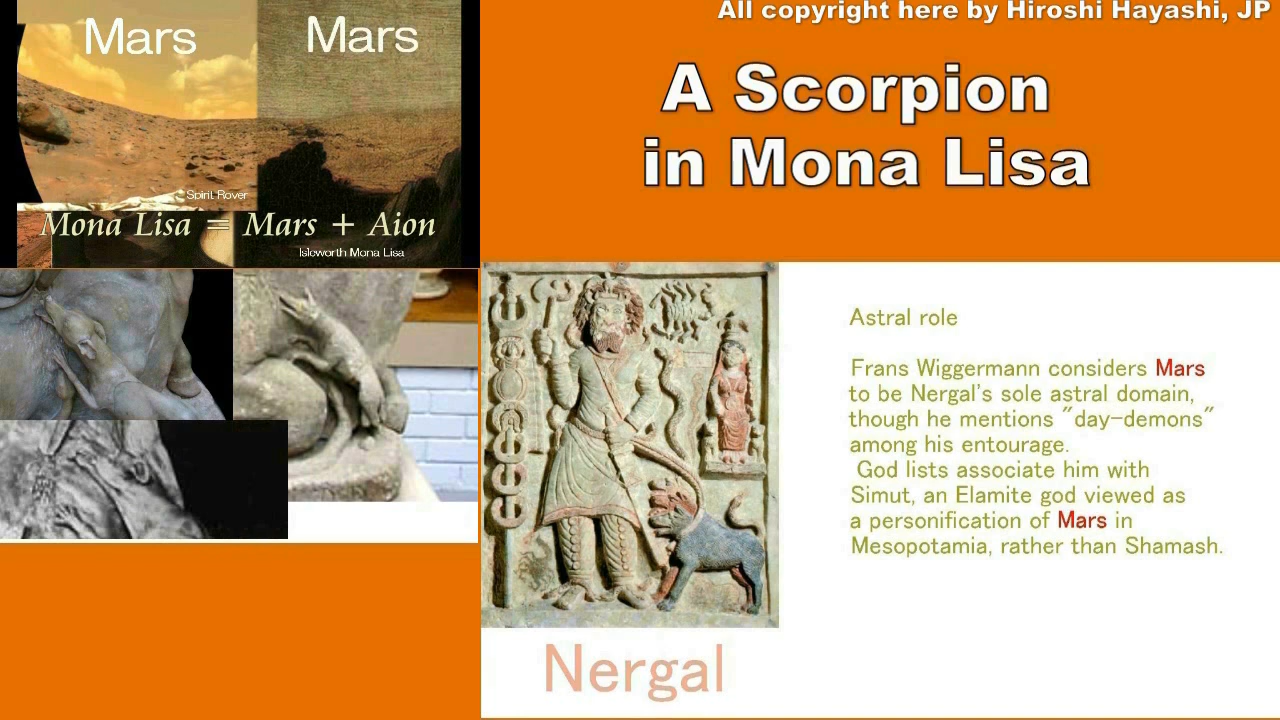 All copyright here by Hiroshi Hayashi, JP
Mars
Mars
A Scorpion
in Mona Lisa
Spirit Rover
Mona Lisa = Mars + Aion
Isleworth Mona Lisa
Astral role
Frans Wiggermann considers Mars
to be Nergal's sole astral domain,
though he mentions "day-demons"
among his entourage.
God lists associate him with
Simut, an Elamite god viewed as
a personification of Mars in
Mesopotamia, rather than Shamash.
Nergal